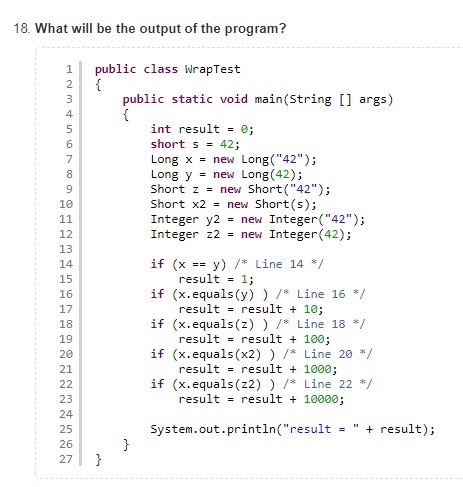 18. What will be the output of the program?
1 public class WrapTest
2 {
3 public static void main(String [] args)
4 {
5 int result = 0;
6 short s = 42;
7 Long x = new Long("42");
8 Long y = new Long(42);
9 Short z = new Short("42");
10 Short x2 = new Short(s);
11 Integer y2 = new Integer("42");
12 Integer z2 = new Integer(42);
13
14 if (x == y) /* Line 14 */
15 result = 1;
16 if (x.equals(y) ) /* Line 16 */
17 result = result + 10;
18 if (x.equals(z) ) /* Line 18 */
19 result = result + 100;
20 if (x.equals(x2) ) /* Line 20 */
21 result = result + 1000;
22 if (x.equals(z2) ) /* Line 22 */
23 result = result + 10000;
24
25 System.out.println("result = " + result);
26 }
27 }